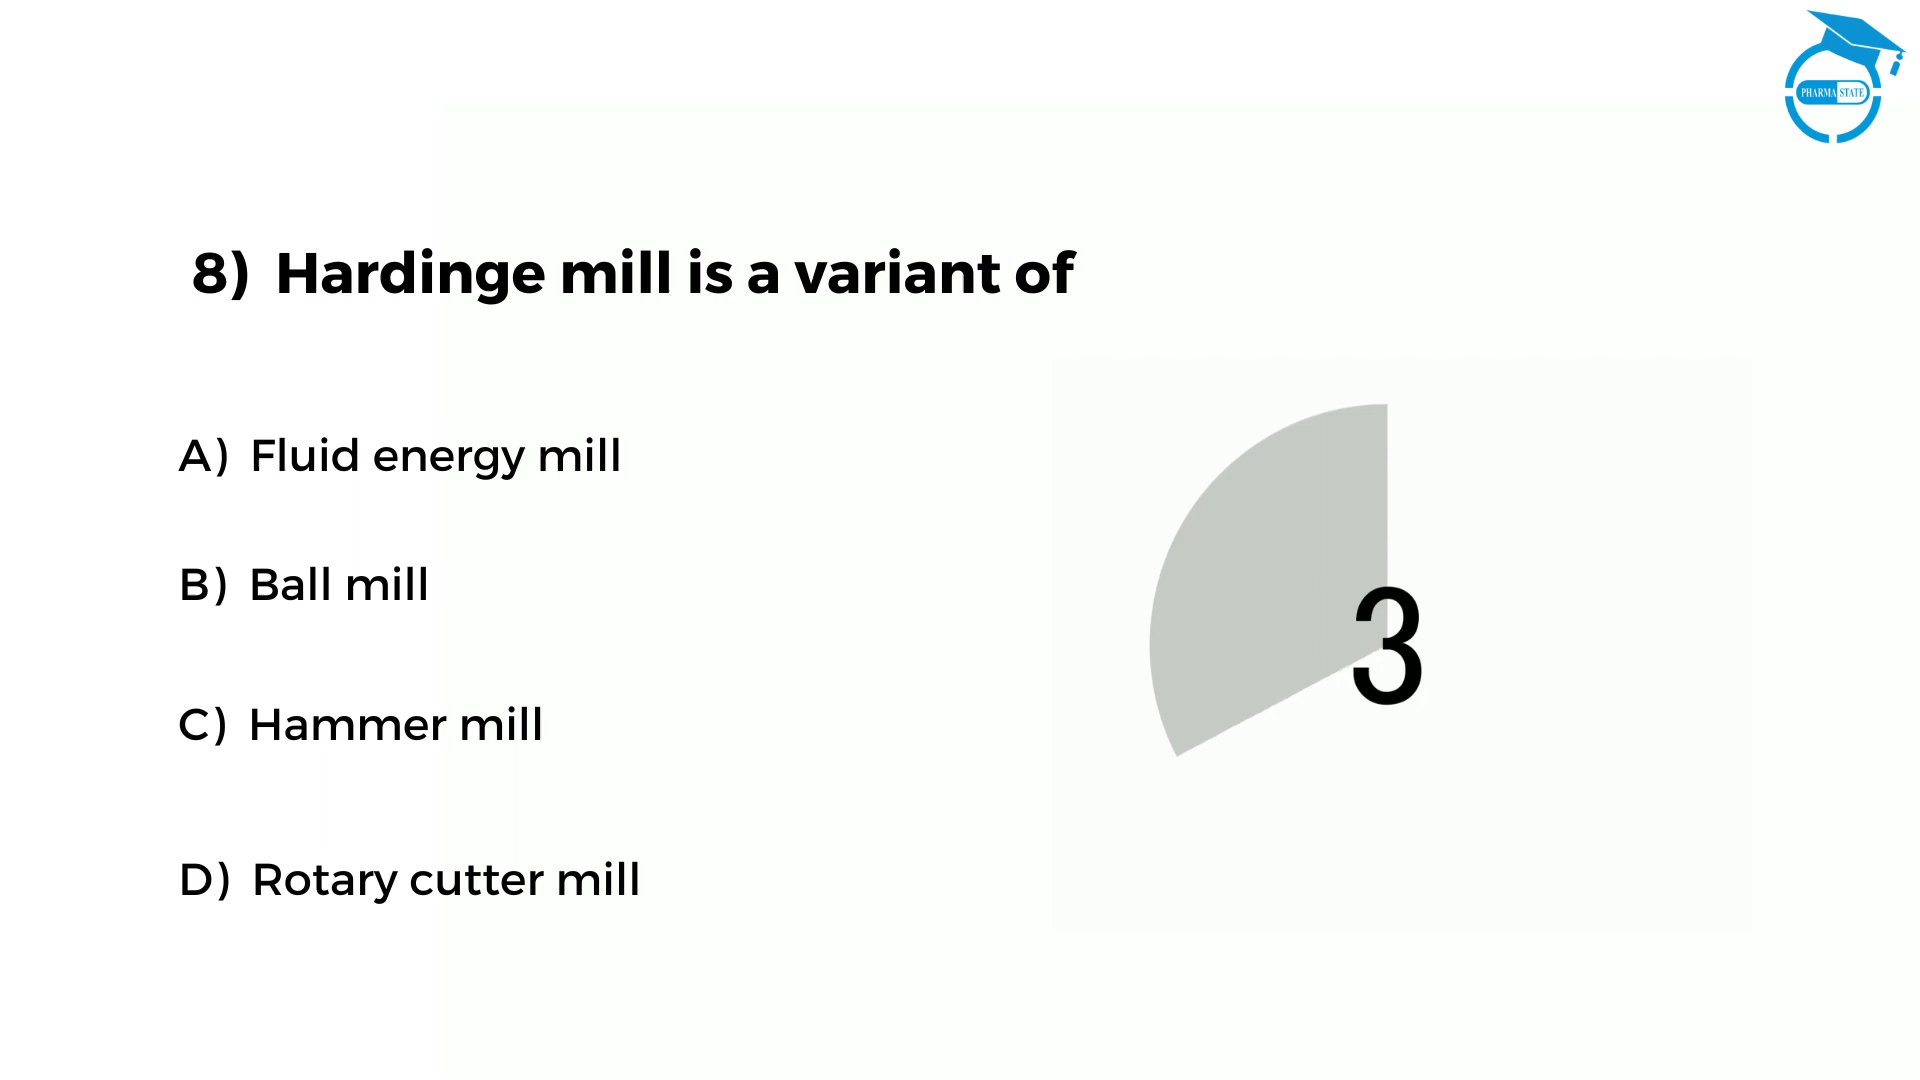 PHARMA STATE
8) Hardinge mill is a variant of
A) Fluid energy mill
B) Ball mill
3
C) Hammer mill
D) Rotary cutter mill